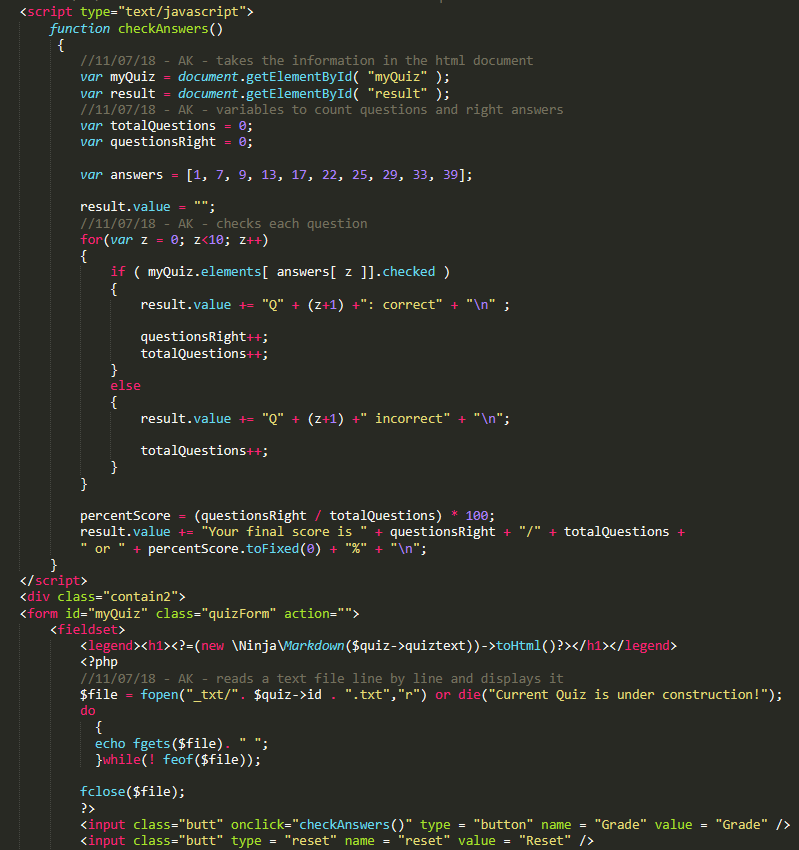 <script type="text/javascript">
function checkAnswers()
{
//11/07/18 - AK - takes the information in the html document
var myQuiz = document.getElementById( "myQuiz" );
var result = document.getElementById( "result" );
//11/07/18 - AK - variables to count questions and right answers
var totalQuestions = 0;
var questionsRight = 0;
var answers = [1, 7, 9, 13, 17, 22, 25, 29, 33, 39];
result.value = "";
//11/07/18 - AK - checks each question
for(var z = 0; z<10; z++)
{
if ( myQuiz.elements[ answers[ z ]].checked )
{
result.value += "Q" + (z+1) +": correct" + "\n" ;
questionsRight++;
totalQuestions++;
}
else
{
result.value += "Q" + (z+1) +" incorrect" + "\n";
totalQuestions++;
}
}
percentScore = (questionsRight / totalQuestions) * 100;
result.value += "Your final score is " + questionsRight + "/" + totalQuestions +
" or " + percentScore.toFixed(0) + "%" + "\n";
}
</script>
<div class="contain2">
<form id="myQuiz" class="quizForm" action="">
<fieldset>
<legend><h1><?=(new \Ninja\Markdown($quiz->quiztext))->toHtml()?></h1></legend>
<?php
//11/07/18 - AK - reads a text file line by line and displays it
$file = fopen("_txt/". $quiz->id . ".txt","r") or die("Current Quiz is under construction!");
do
{
echo fgets($file). " ";
}while(! feof($file));
fclose($file);
?>
<input class="butt" onclick="checkAnswers()" type = "button" name = "Grade" value = "Grade" />
<input class="butt" type = "reset" name = "reset" value = "Reset" />